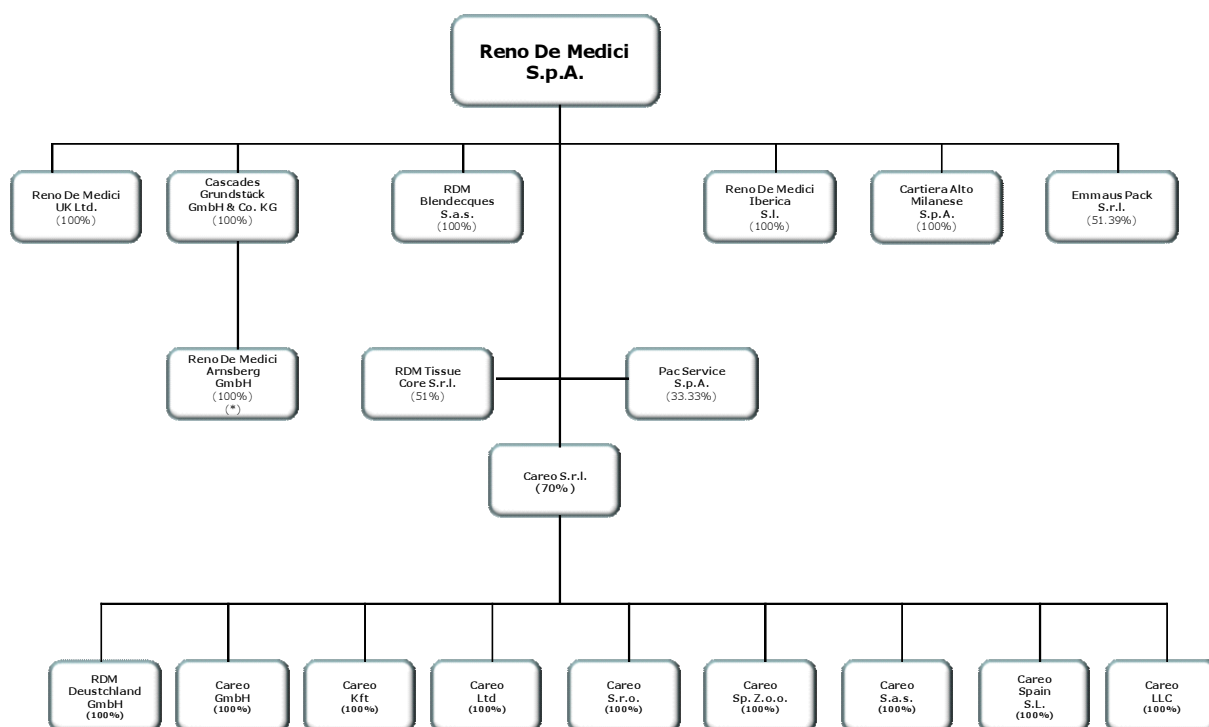 Reno De Medici
S.p.A.
Reno De Medici
UK Ltd.
(100%)
Cascades
Grundstück
GmbH & Co. KG
(100%)
RDM
Blendecques
S.a.s.
(100%)
Reno De Medici
Iberica
S.l.
(100%)
Cartiera Alto
Milanese
S.p.A.
(100%)
Emmaus Pack
S.r.l.
(51.39%)
Reno De Medici
Arnsberg
GmbH
(100%)
(*)
RDM Tissue
Core S.r.l.
(51%)
Pac Service
S.p.A.
(33.33%)
Careo S.r.l.
(70%)
RDM
Deustchland
GmbH
(100%)
Careo
GmbH
(100%)
Careo
Kft
(100%)
Careo
Ltd
(100%)
Careo
S.r.o.
(100%)
Careo
Sp. Z.o.o.
(100%)
Careo
S.a.s.
(100%)
Careo
Spain
S.L.
(100%)
Careo
LLC
(100%)